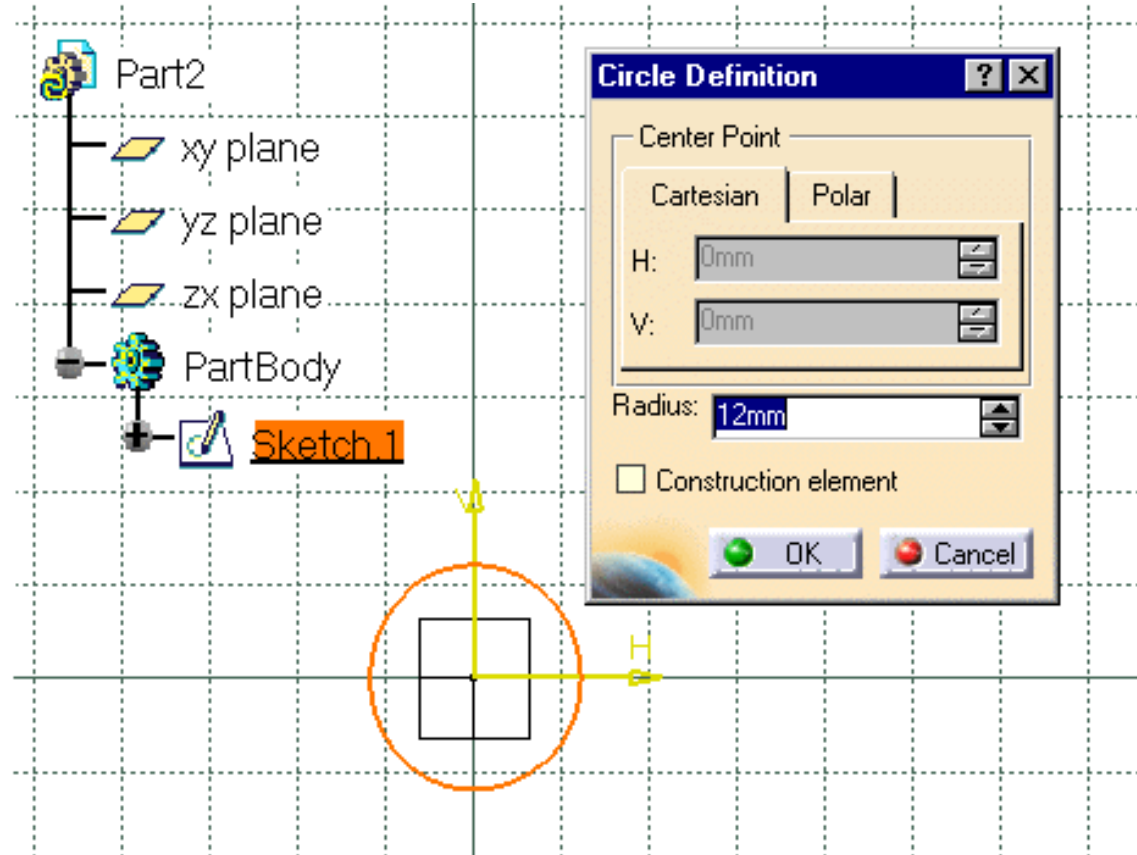 Part2
xy plane
yz plane
zx plane
PartBody
Sketch.1
Circle Definition
?
Center Point
Cartesian Polar
H: 0mm
V: 0mm
Radius: 12mm
Construction element
OK Cancel
V
H